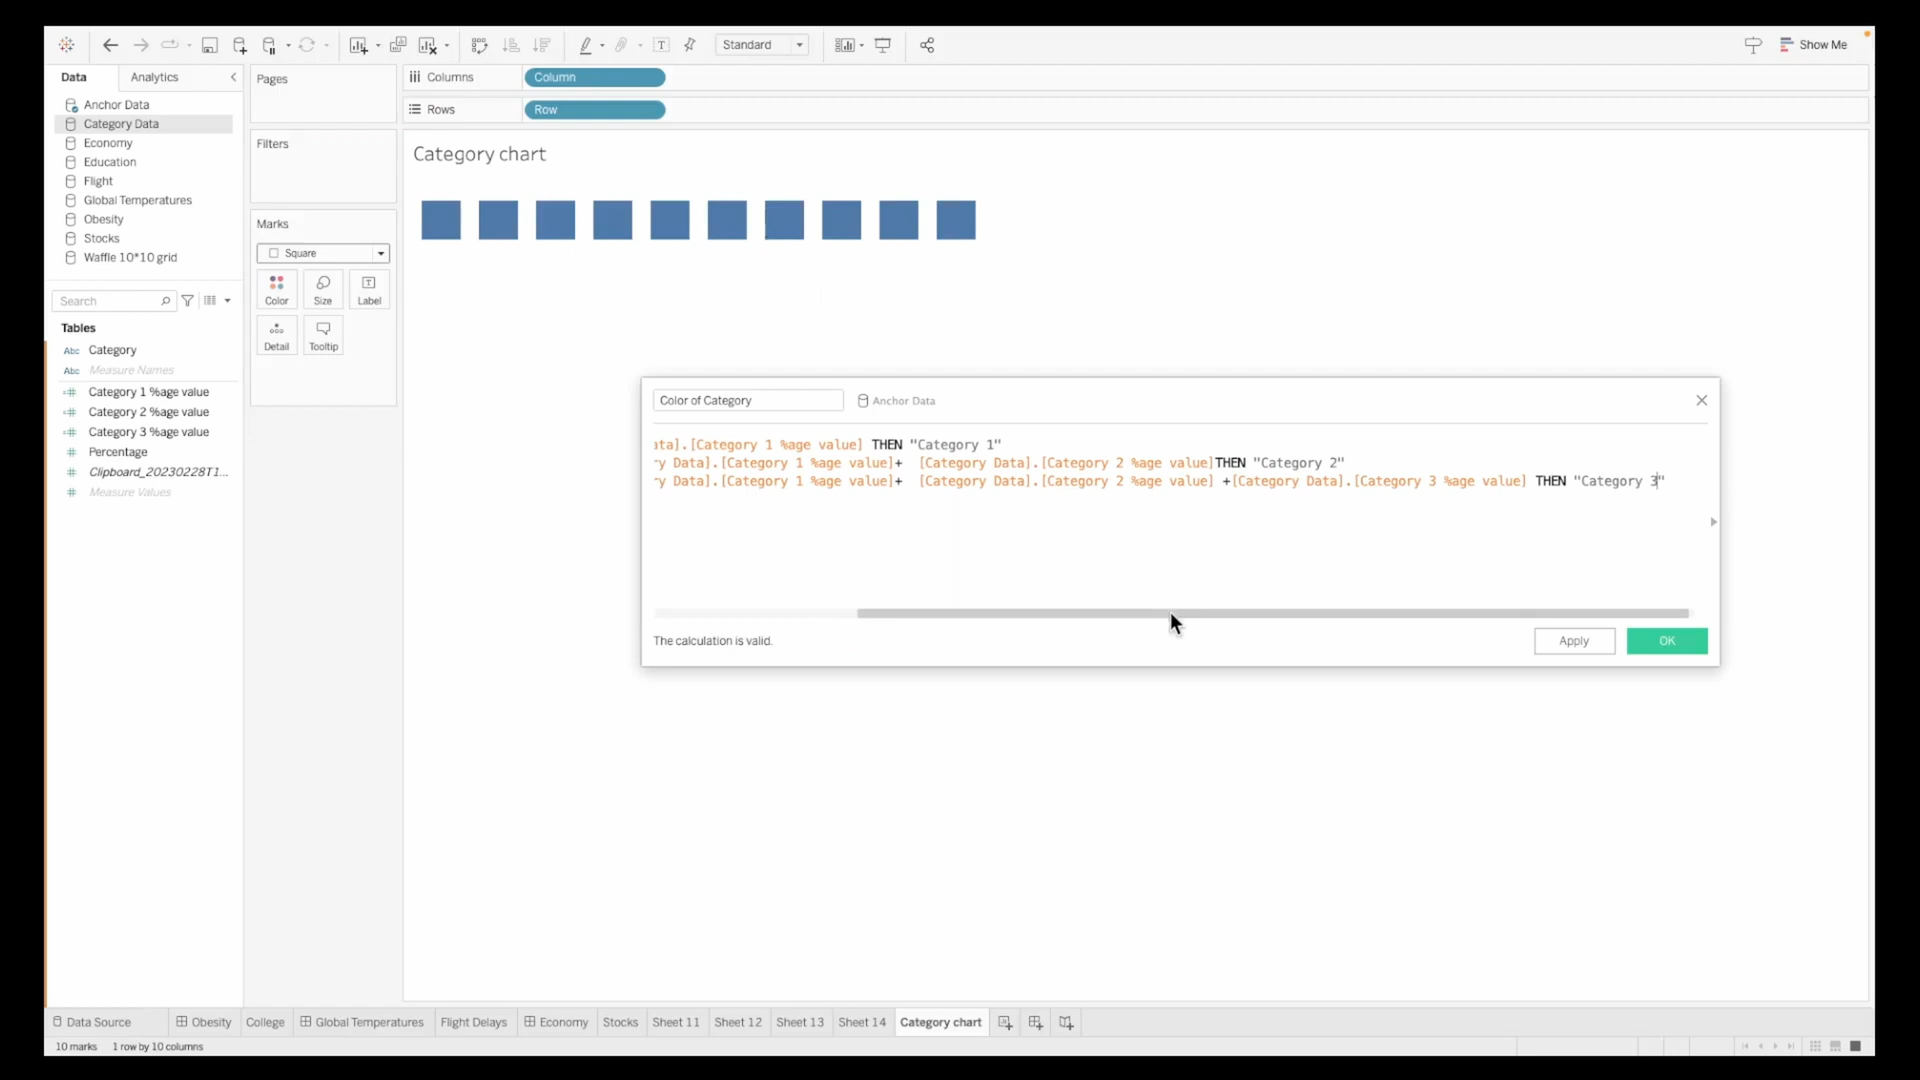 Standard
Show Me
Data
Analytics
Pages
Columns
Column
Rows
Row
Anchor Data
Category Data
Economy
Education
Flight
Global Temperatures
Obesity
Stocks
Waffle 10*10 grid
Filters
Category chart
Marks
Square
Color
Size
Label
Detail
Tooltip
Search
Tables
Abc Category
Abc Measure Names
Category 1 %age value
Category 2 %age value
Category 3 %age value
Percentage
Clipboard_20230228T1...
Measure Values
Color of Category
Anchor Data
ata].[Category 1 %age value] THEN "Category 1"
ry Data].[Category 1 %age value]+  [Category Data].[Category 2 %age value]THEN "Category 2"
ry Data].[Category 1 %age value]+  [Category Data].[Category 2 %age value] +[Category Data].[Category 3 %age value] THEN "Category 3"
The calculation is valid.
Apply
OK
Data Source
Obesity
College
Global Temperatures
Flight Delays
Economy
Stocks
Sheet 11
Sheet 12
Sheet 13
Sheet 14
Category chart
10 marks
1 row by 10 columns